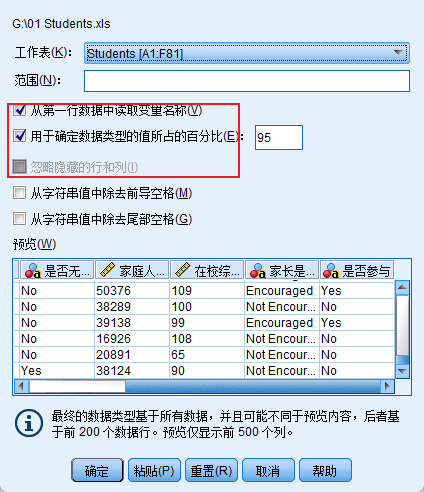 G:\01 Students.xls
工作表(K)： Students [A1:F81]
范围(N)：
从第一行数据中读取变量名称(V)
用于确定数据类型的值所占的百分比(E)： 95
忽略隐藏的行和列(I)
从字符串值中除去前导空格(M)
从字符串值中除去尾部空格(G)
预览(W)
是否无... 家庭人... 在校综... 家长是... 是否参与
No 50376 109 Encouraged Yes
No 38289 100 Not Encour... No
No 39138 99 Encouraged Yes
No 16926 108 Not Encour... No
No 20891 65 Not Encour... No
Yes 38124 90 Not Encour... No
最终的数据类型基于所有数据，并且可能不同于预览内容，后者基
于前 200 个数据行。预览仅显示前 500 个列。
确定 粘贴(P) 重置(R) 取消 帮助